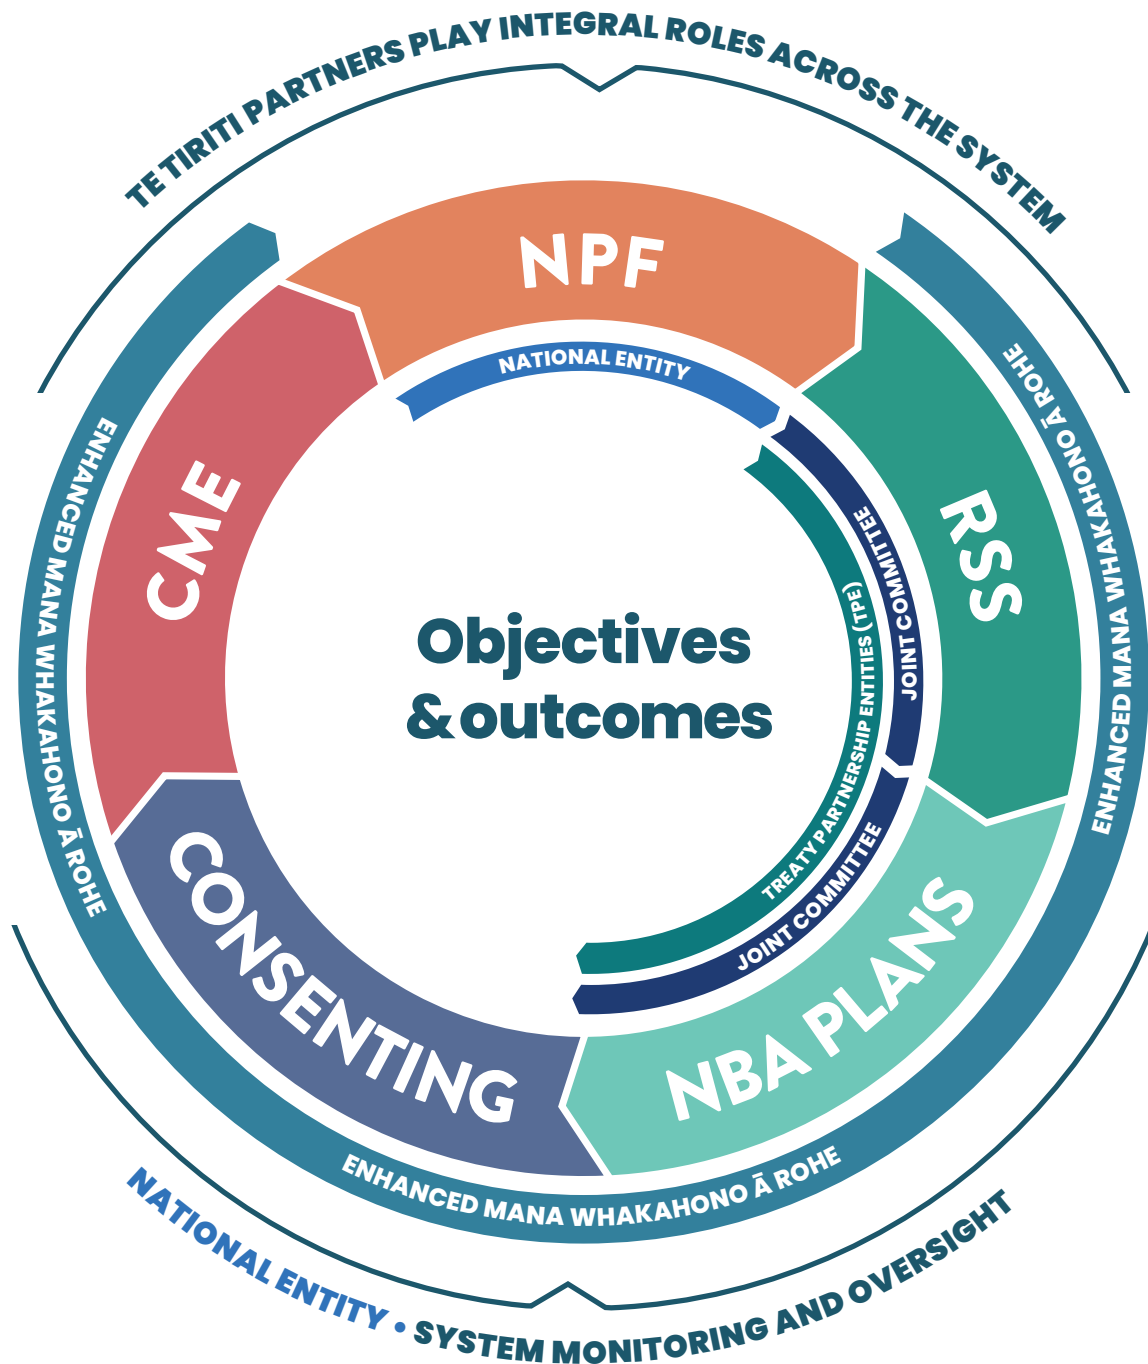 TE TIRITI PARTNERS PLAY INTEGRAL ROLES ACROSS THE SYSTEM
NPF
NATIONAL ENTITY
RSS
ENHANCED MANA WHAKAHONO Ā ROHE
JOINT COMMITTEE
TREATY PARTNERSHIP ENTITIES (TPE)
JOINT COMMITTEE
NBA PLANS
ENHANCED MANA WHAKAHONO Ā ROHE
CONSENTING
CME
ENHANCED MANA WHAKAHONO Ā ROHE
Objectives
& outcomes
NATIONAL ENTITY • SYSTEM MONITORING AND OVERSIGHT